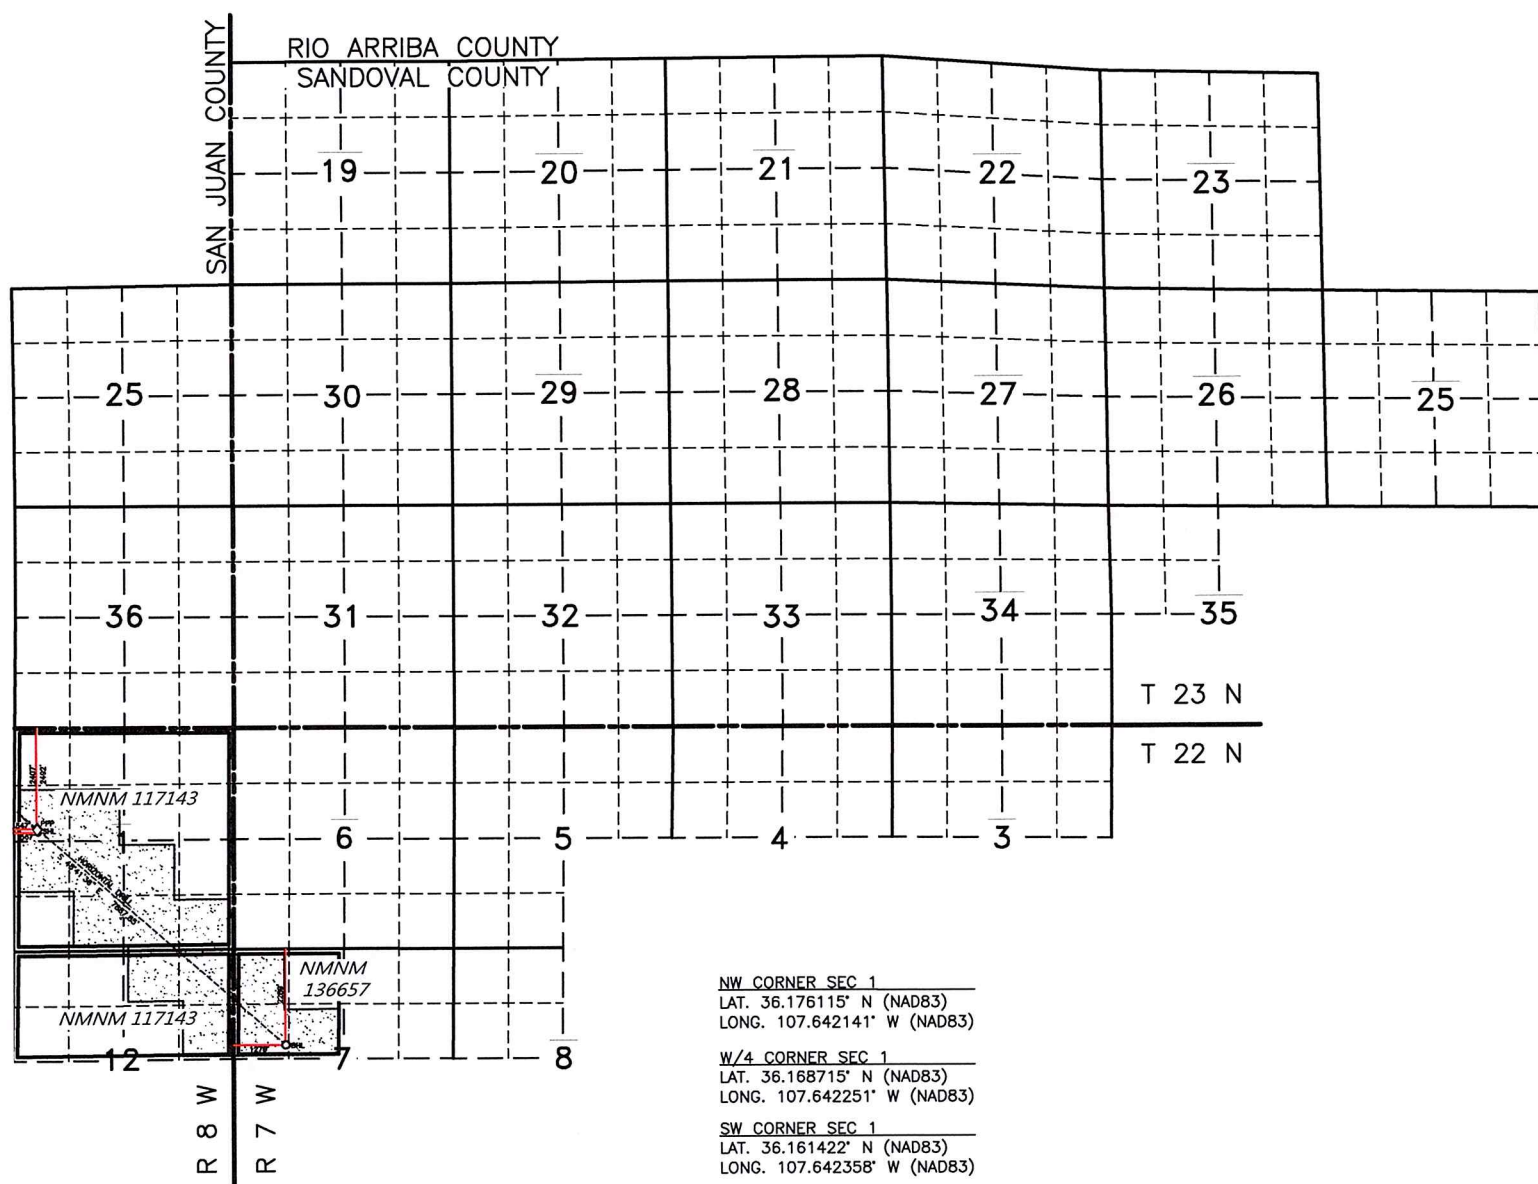 SAN JUAN COUNTY
RIO ARRIBA COUNTY
SANDOVAL COUNTY
19
20
21
22
23
25
30
29
28
27
26
25
36
31
32
33
34
35
T 23 N
T 22 N
2407'
NMNM 117143
6
5
4
3
HORIZONTAL DRILL
NMNM
136657
NMNM 117143
BHL
12
7
8
R 8 W
R 7 W
NW CORNER SEC 1
LAT. 36.176115° N (NAD83)
LONG. 107.642141° W (NAD83)
W/4 CORNER SEC 1
LAT. 36.168715° N (NAD83)
LONG. 107.642251° W (NAD83)
SW CORNER SEC 1
LAT. 36.161422° N (NAD83)
LONG. 107.642358° W (NAD83)